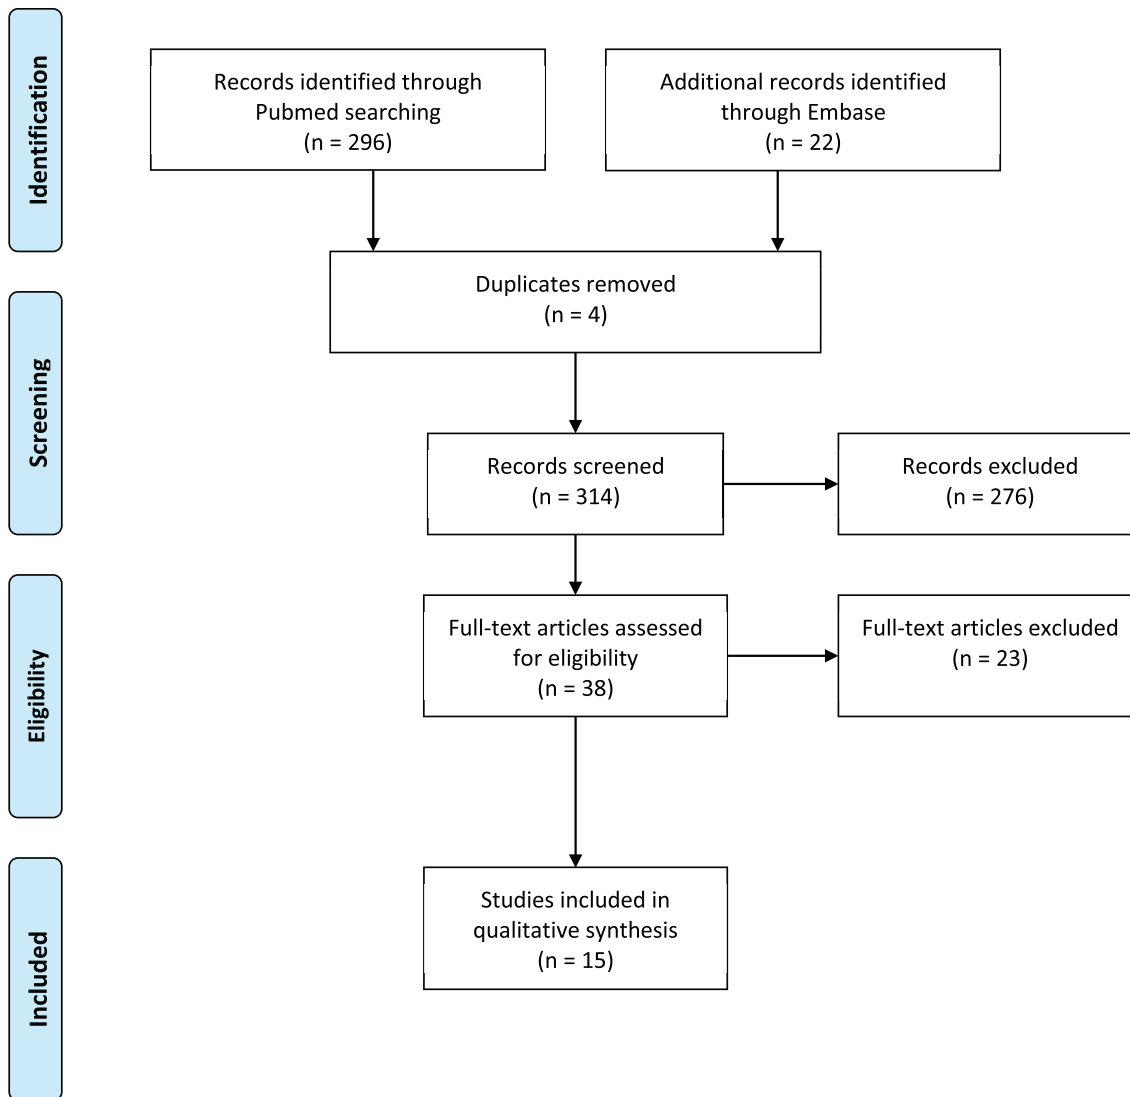 Identification
Records identified through
Pubmed searching
(n = 296)
Additional records identified
through Embase
(n = 22)
Duplicates removed
(n = 4)
Screening
Records screened
(n = 314)
Records excluded
(n = 276)
Eligibility
Full-text articles assessed
for eligibility
(n = 38)
Full-text articles excluded
(n = 23)
Included
Studies included in
qualitative synthesis
(n = 15)